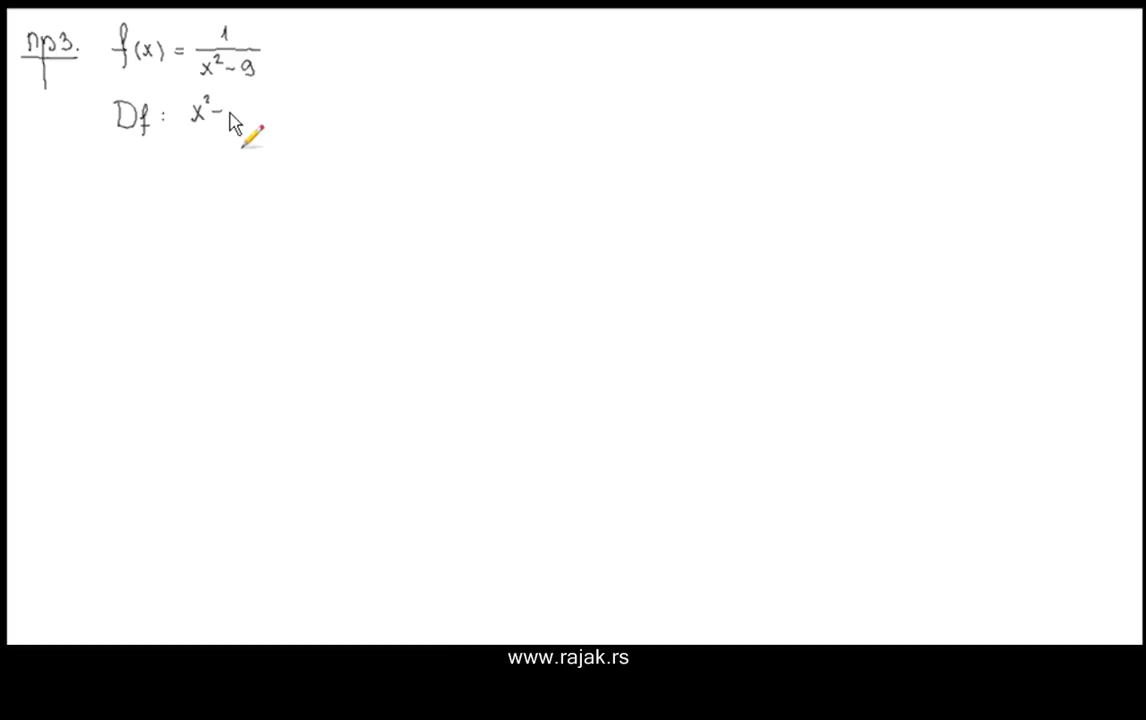 пр3. f(x) = 1/(x² - 9)
Df: x² -
www.rajak.rs